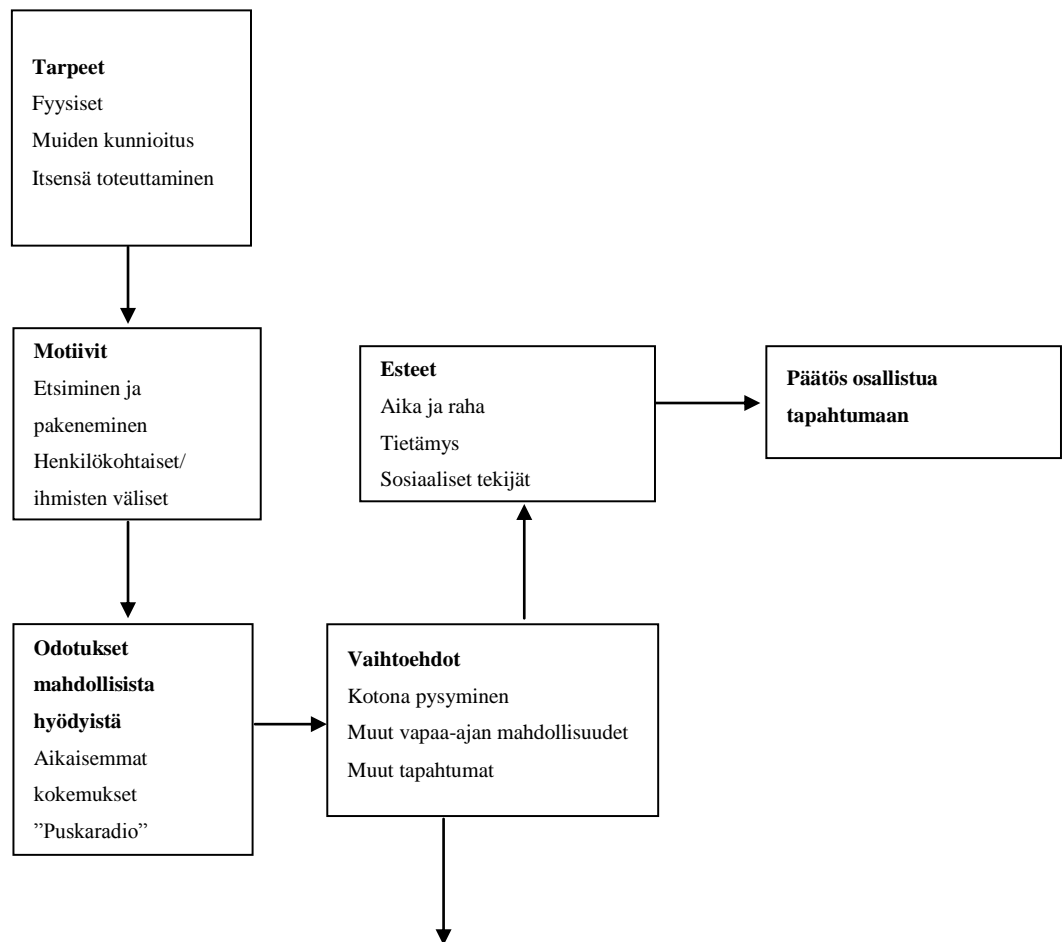 Tarpeet
Fyysiset
Muiden kunnioitus
Itsensä toteuttaminen
Motiivit
Etsiminen ja
pakeneminen
Henkilökohtaiset/
ihmisten väliset
Esteet
Aika ja raha
Tietämys
Sosiaaliset tekijät
Päätös osallistua
tapahtumaan
Odotukset
mahdollisista
hyödyistä
Aikaisemmat
kokemukset
”Puskaradio”
Vaihtoehdot
Kotona pysyminen
Muut vapaa-ajan mahdollisuudet
Muut tapahtumat